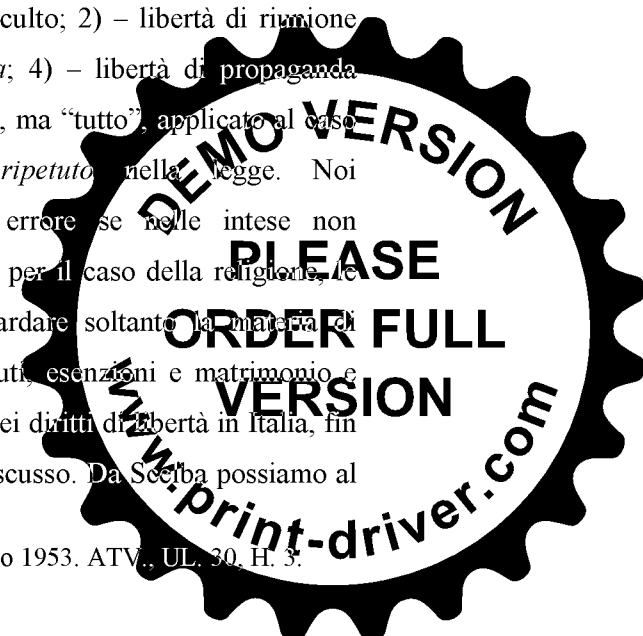 culto; 2) – libertà di riunione
; 4) – libertà di propaganda
, ma “tutto”, applicato al caso
ripetuto nella legge. Noi
errore se nelle intese non
per il caso della religione, le
ardare soltanto la materia di
uti, esenzioni e matrimonio e
ei diritti di libertà in Italia, fin
scusso. Da Scelba possiamo al
o 1953. ATV., UL. 30, H. 3.
DEMO VERSION
PLEASE
ORDER FULL
VERSION
www.print-driver.com